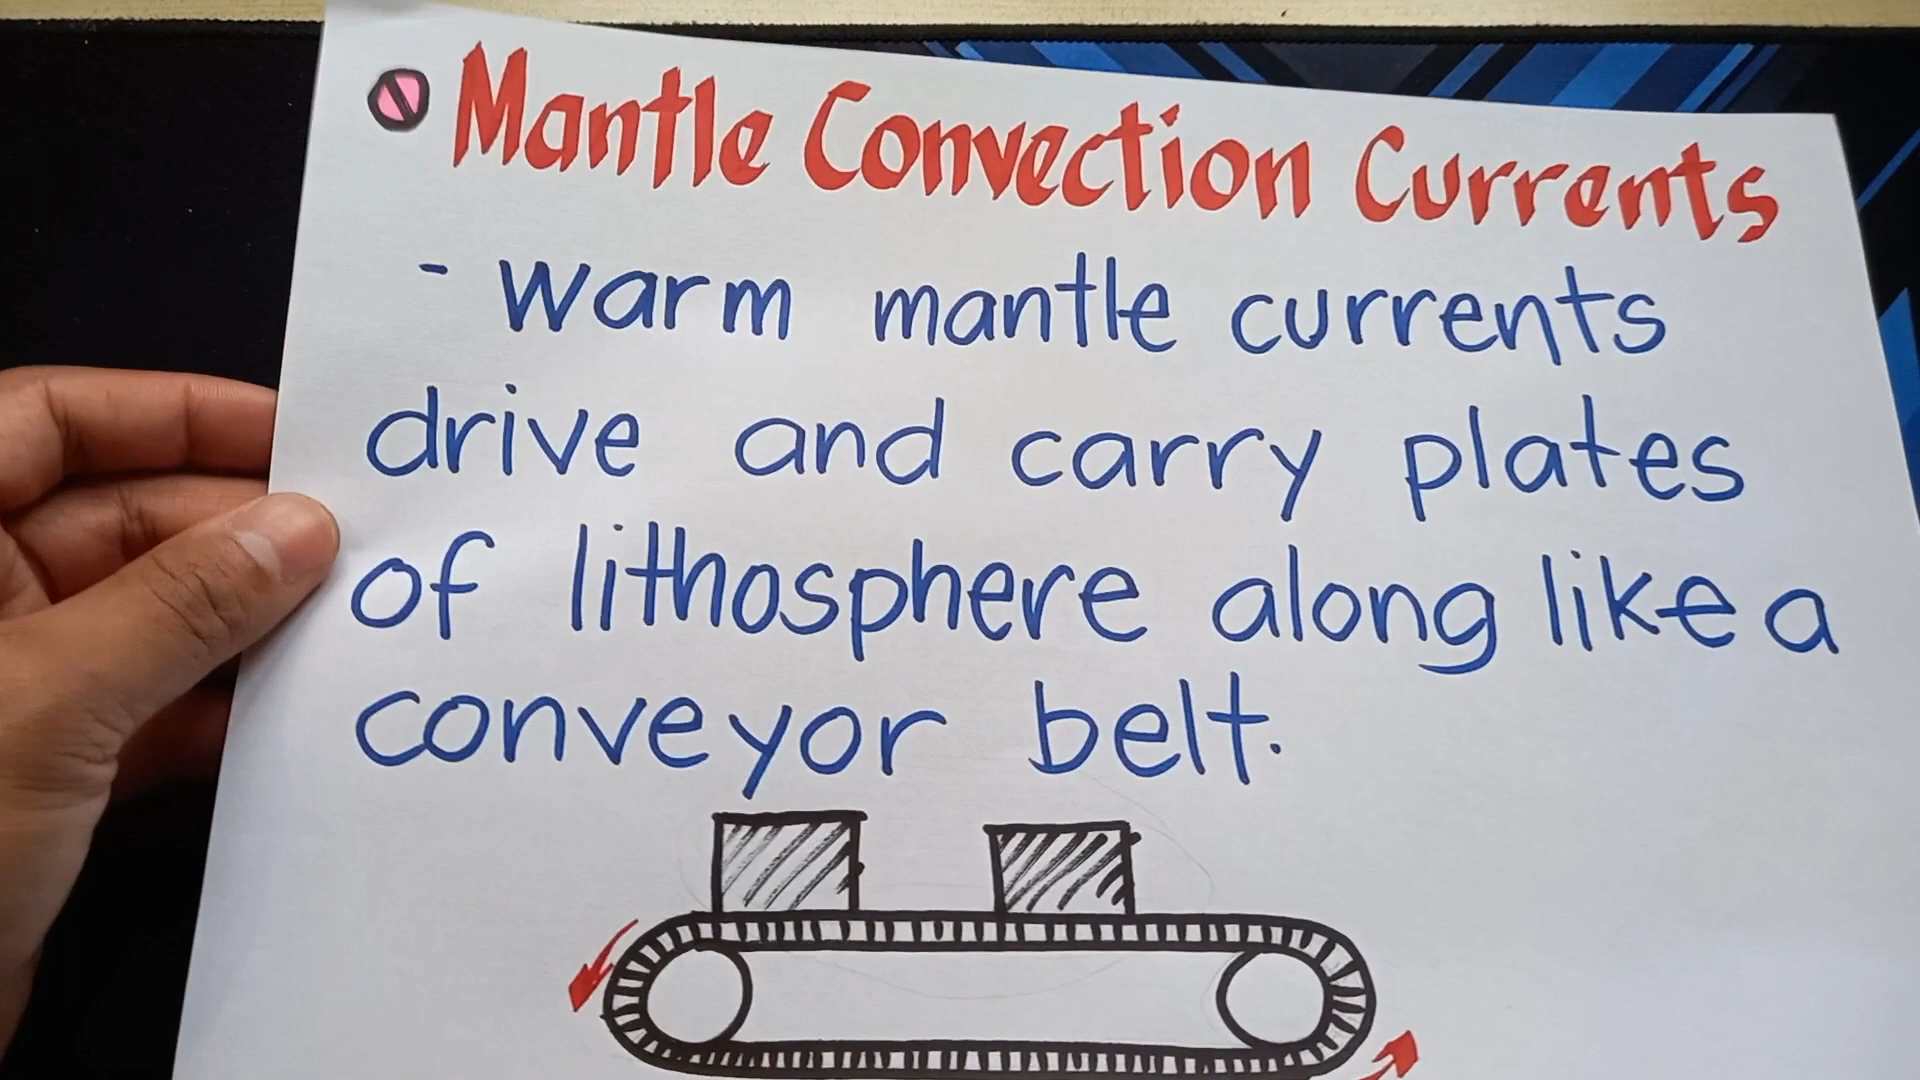 Mantle Convection Currents
- warm mantle currents
drive and carry plates
of lithosphere along like a
conveyor belt.